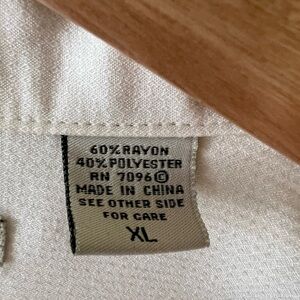 60% RAYON
40% POLYESTER
RN 7096©
MADE IN CHINA
SEE OTHER SIDE
FOR CARE
XL